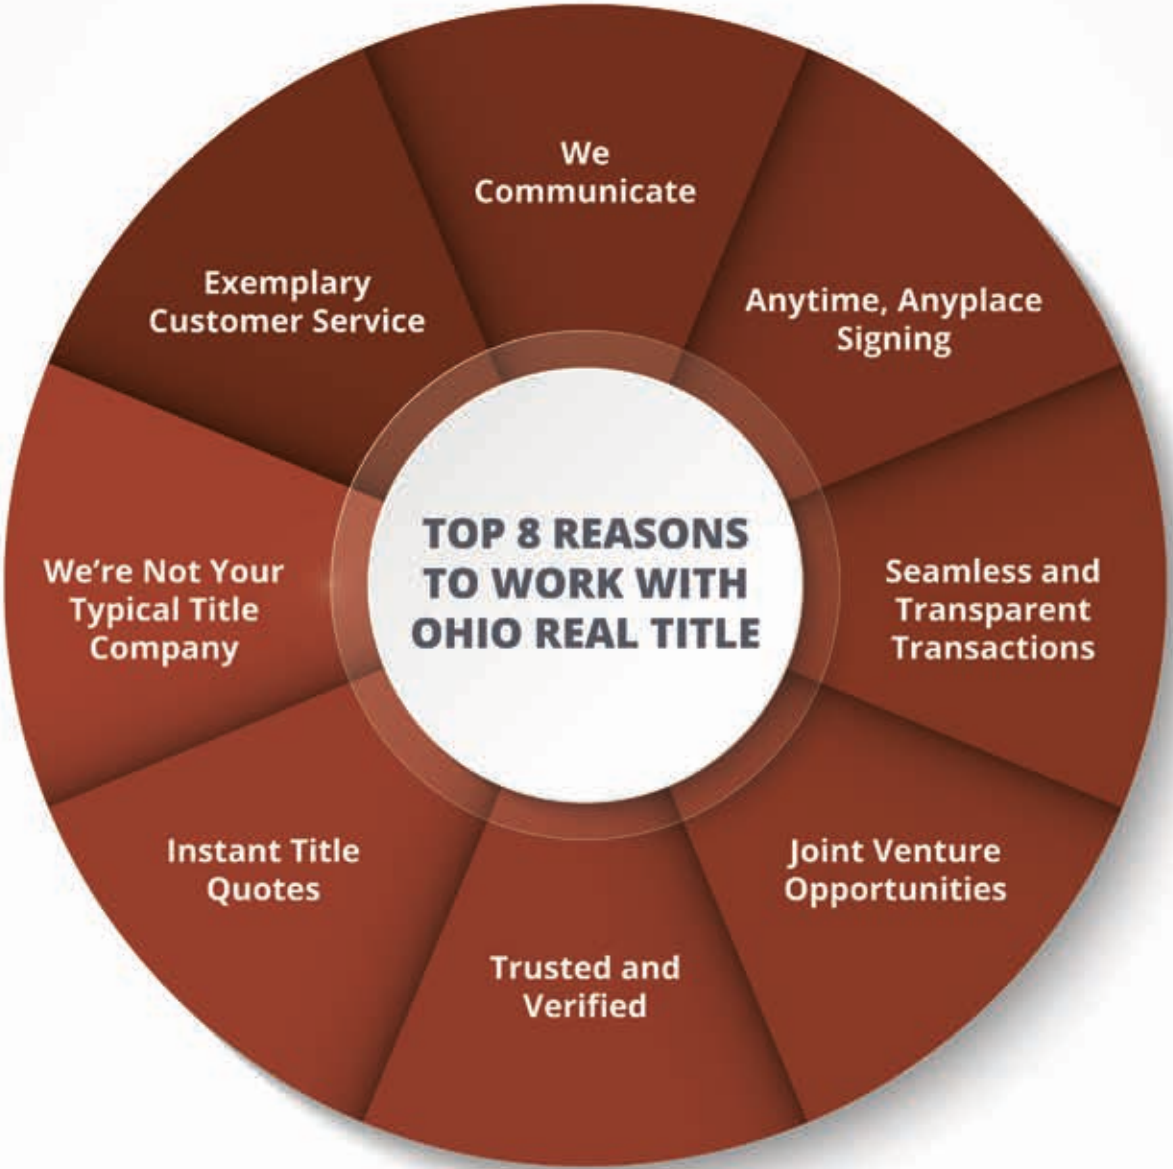 We
Communicate
Anytime, Anyplace
Signing
Seamless and
Transparent
Transactions
Joint Venture
Opportunities
Trusted and
Verified
Instant Title
Quotes
We’re Not Your
Typical Title
Company
Exemplary
Customer Service
TOP 8 REASONS
TO WORK WITH
OHIO REAL TITLE